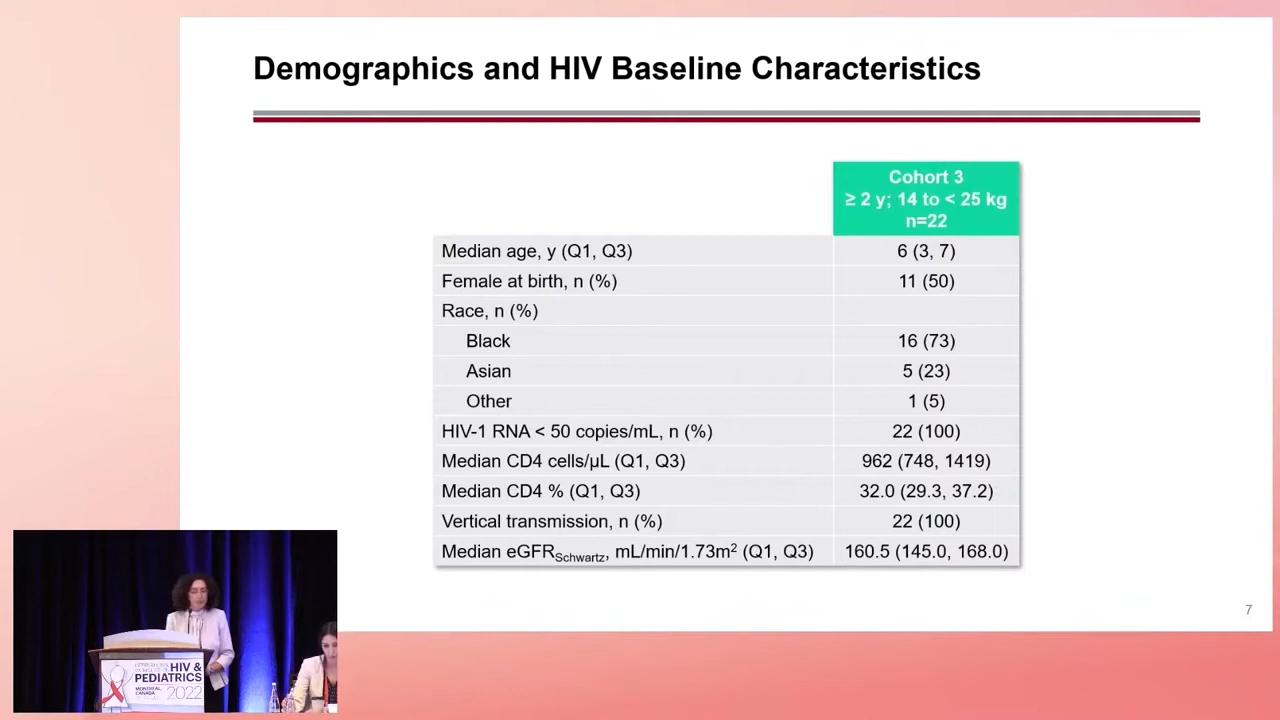 Demographics and HIV Baseline Characteristics
Cohort 3
≥ 2 y; 14 to < 25 kg
n=22
Median age, y (Q1, Q3) 6 (3, 7)
Female at birth, n (%) 11 (50)
Race, n (%)
Black 16 (73)
Asian 5 (23)
Other 1 (5)
HIV-1 RNA < 50 copies/mL, n (%) 22 (100)
Median CD4 cells/µL (Q1, Q3) 962 (748, 1419)
Median CD4 % (Q1, Q3) 32.0 (29.3, 37.2)
Vertical transmission, n (%) 22 (100)
Median eGFRSchwartz, mL/min/1.73m² (Q1, Q3) 160.5 (145.0, 168.0)
7
HIV &
PEDIATRICS
MONTREAL,
CANADA
2022